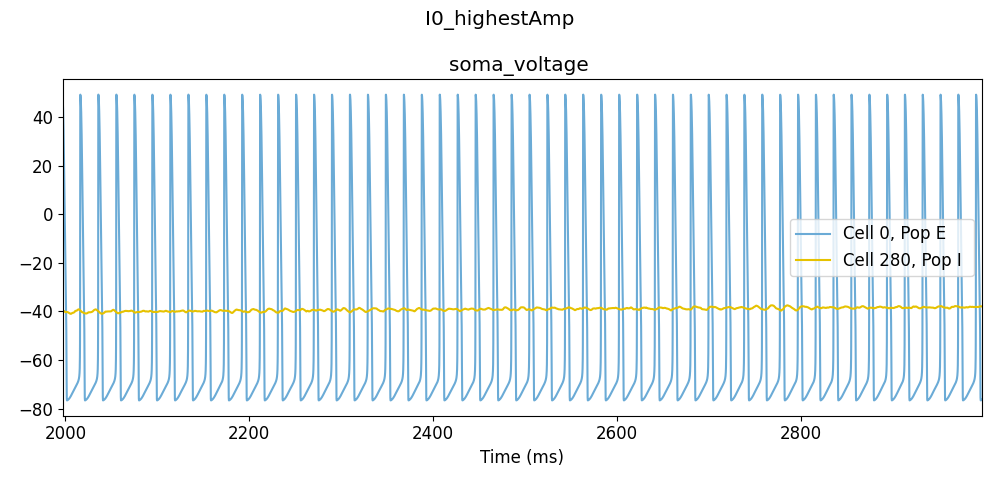 I0_highestAmp
soma_voltage
40
20
0
−20
−40
−60
−80
Cell 0, Pop E
Cell 280, Pop I
2000 2200 2400 2600 2800
Time (ms)